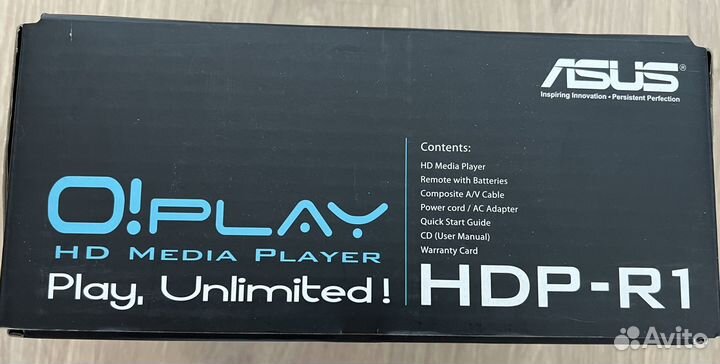 ASUS®
Inspiring Innovation • Persistent Perfection
Contents:
HD Media Player
Remote with Batteries
Composite A/V Cable
Power cord / AC Adapter
Quick Start Guide
CD (User Manual)
Warranty Card
O!PLAY
HD MEDIA PLAYER
Play, Unlimited!
HDP-R1
Avito